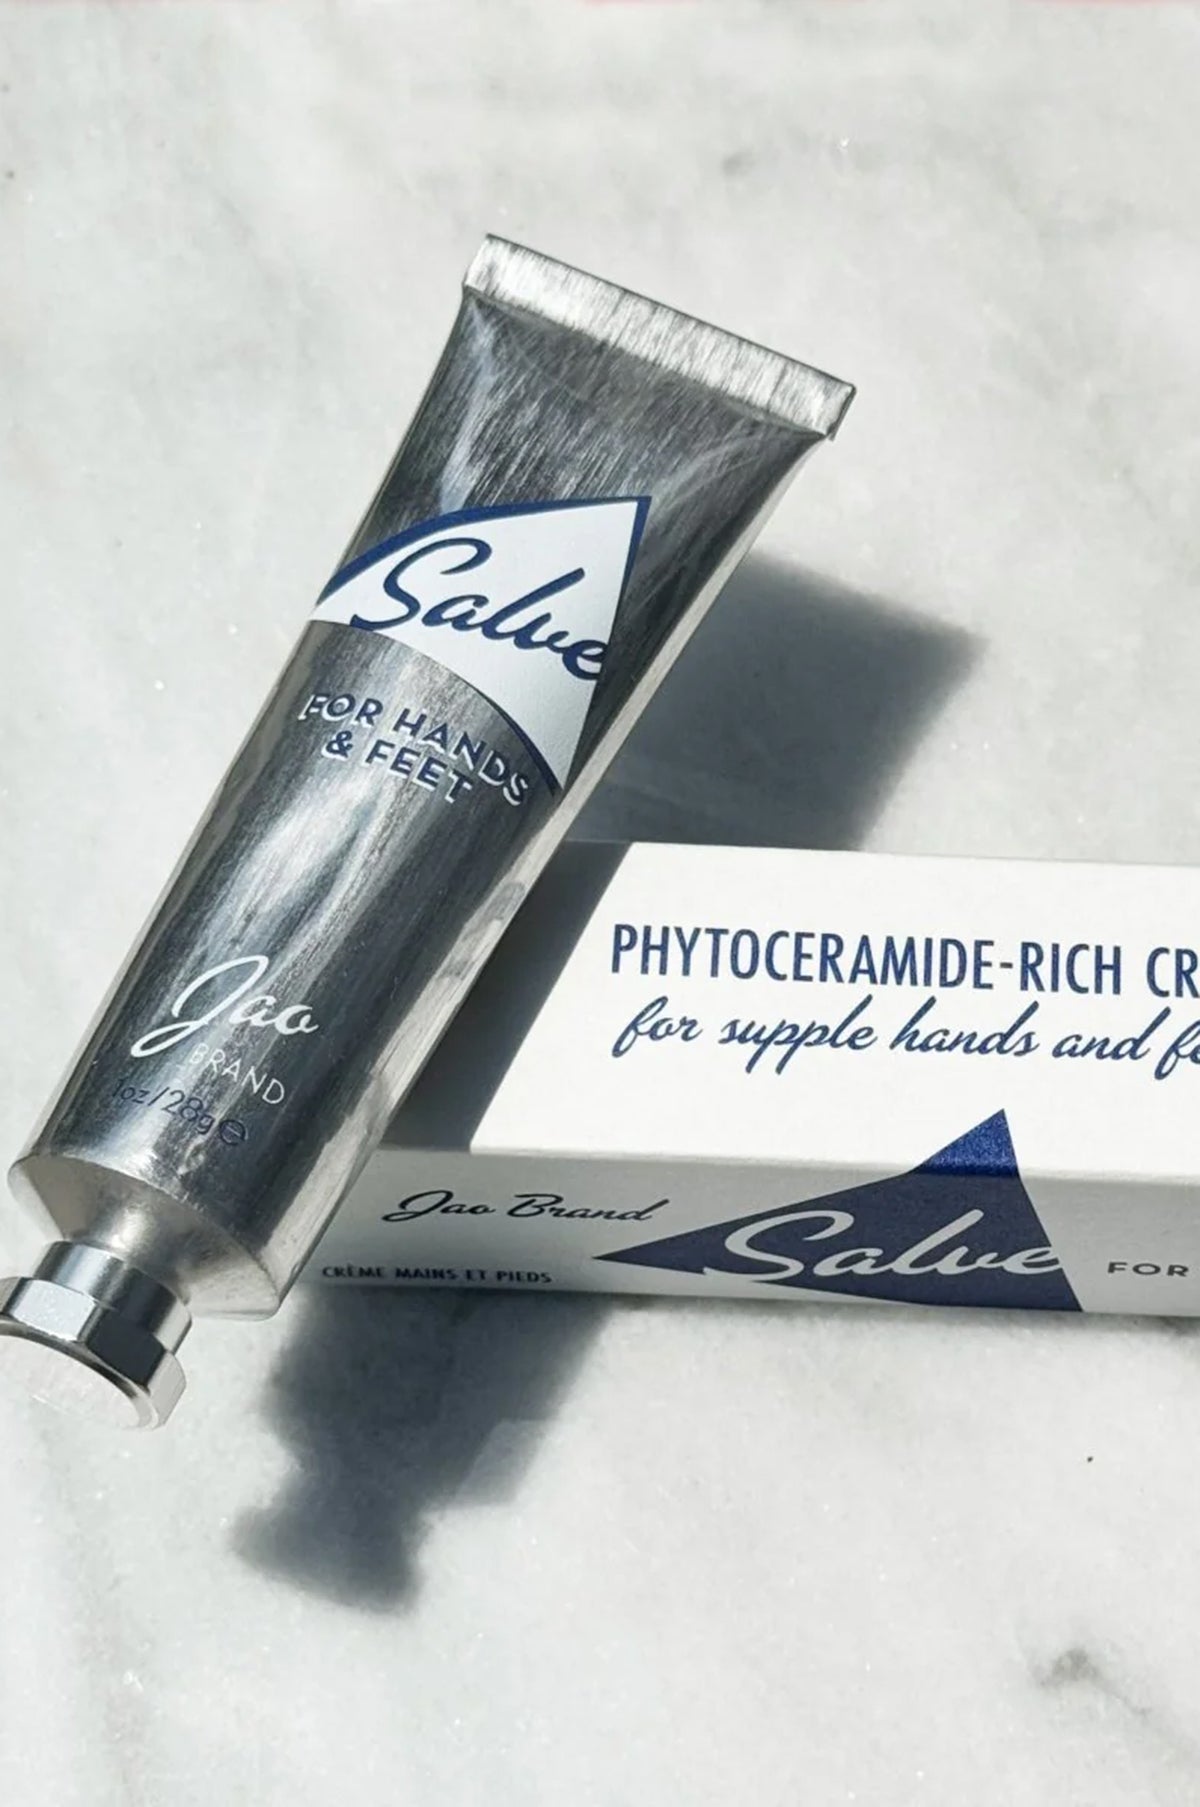 Salve
FOR HANDS
& FEET
Jao
BRAND
1oz/28g e
PHYTOCERAMIDE-RICH CR
for supple hands and fe
Jao Brand
Salve
FOR
CRÈME MAINS ET PIEDS